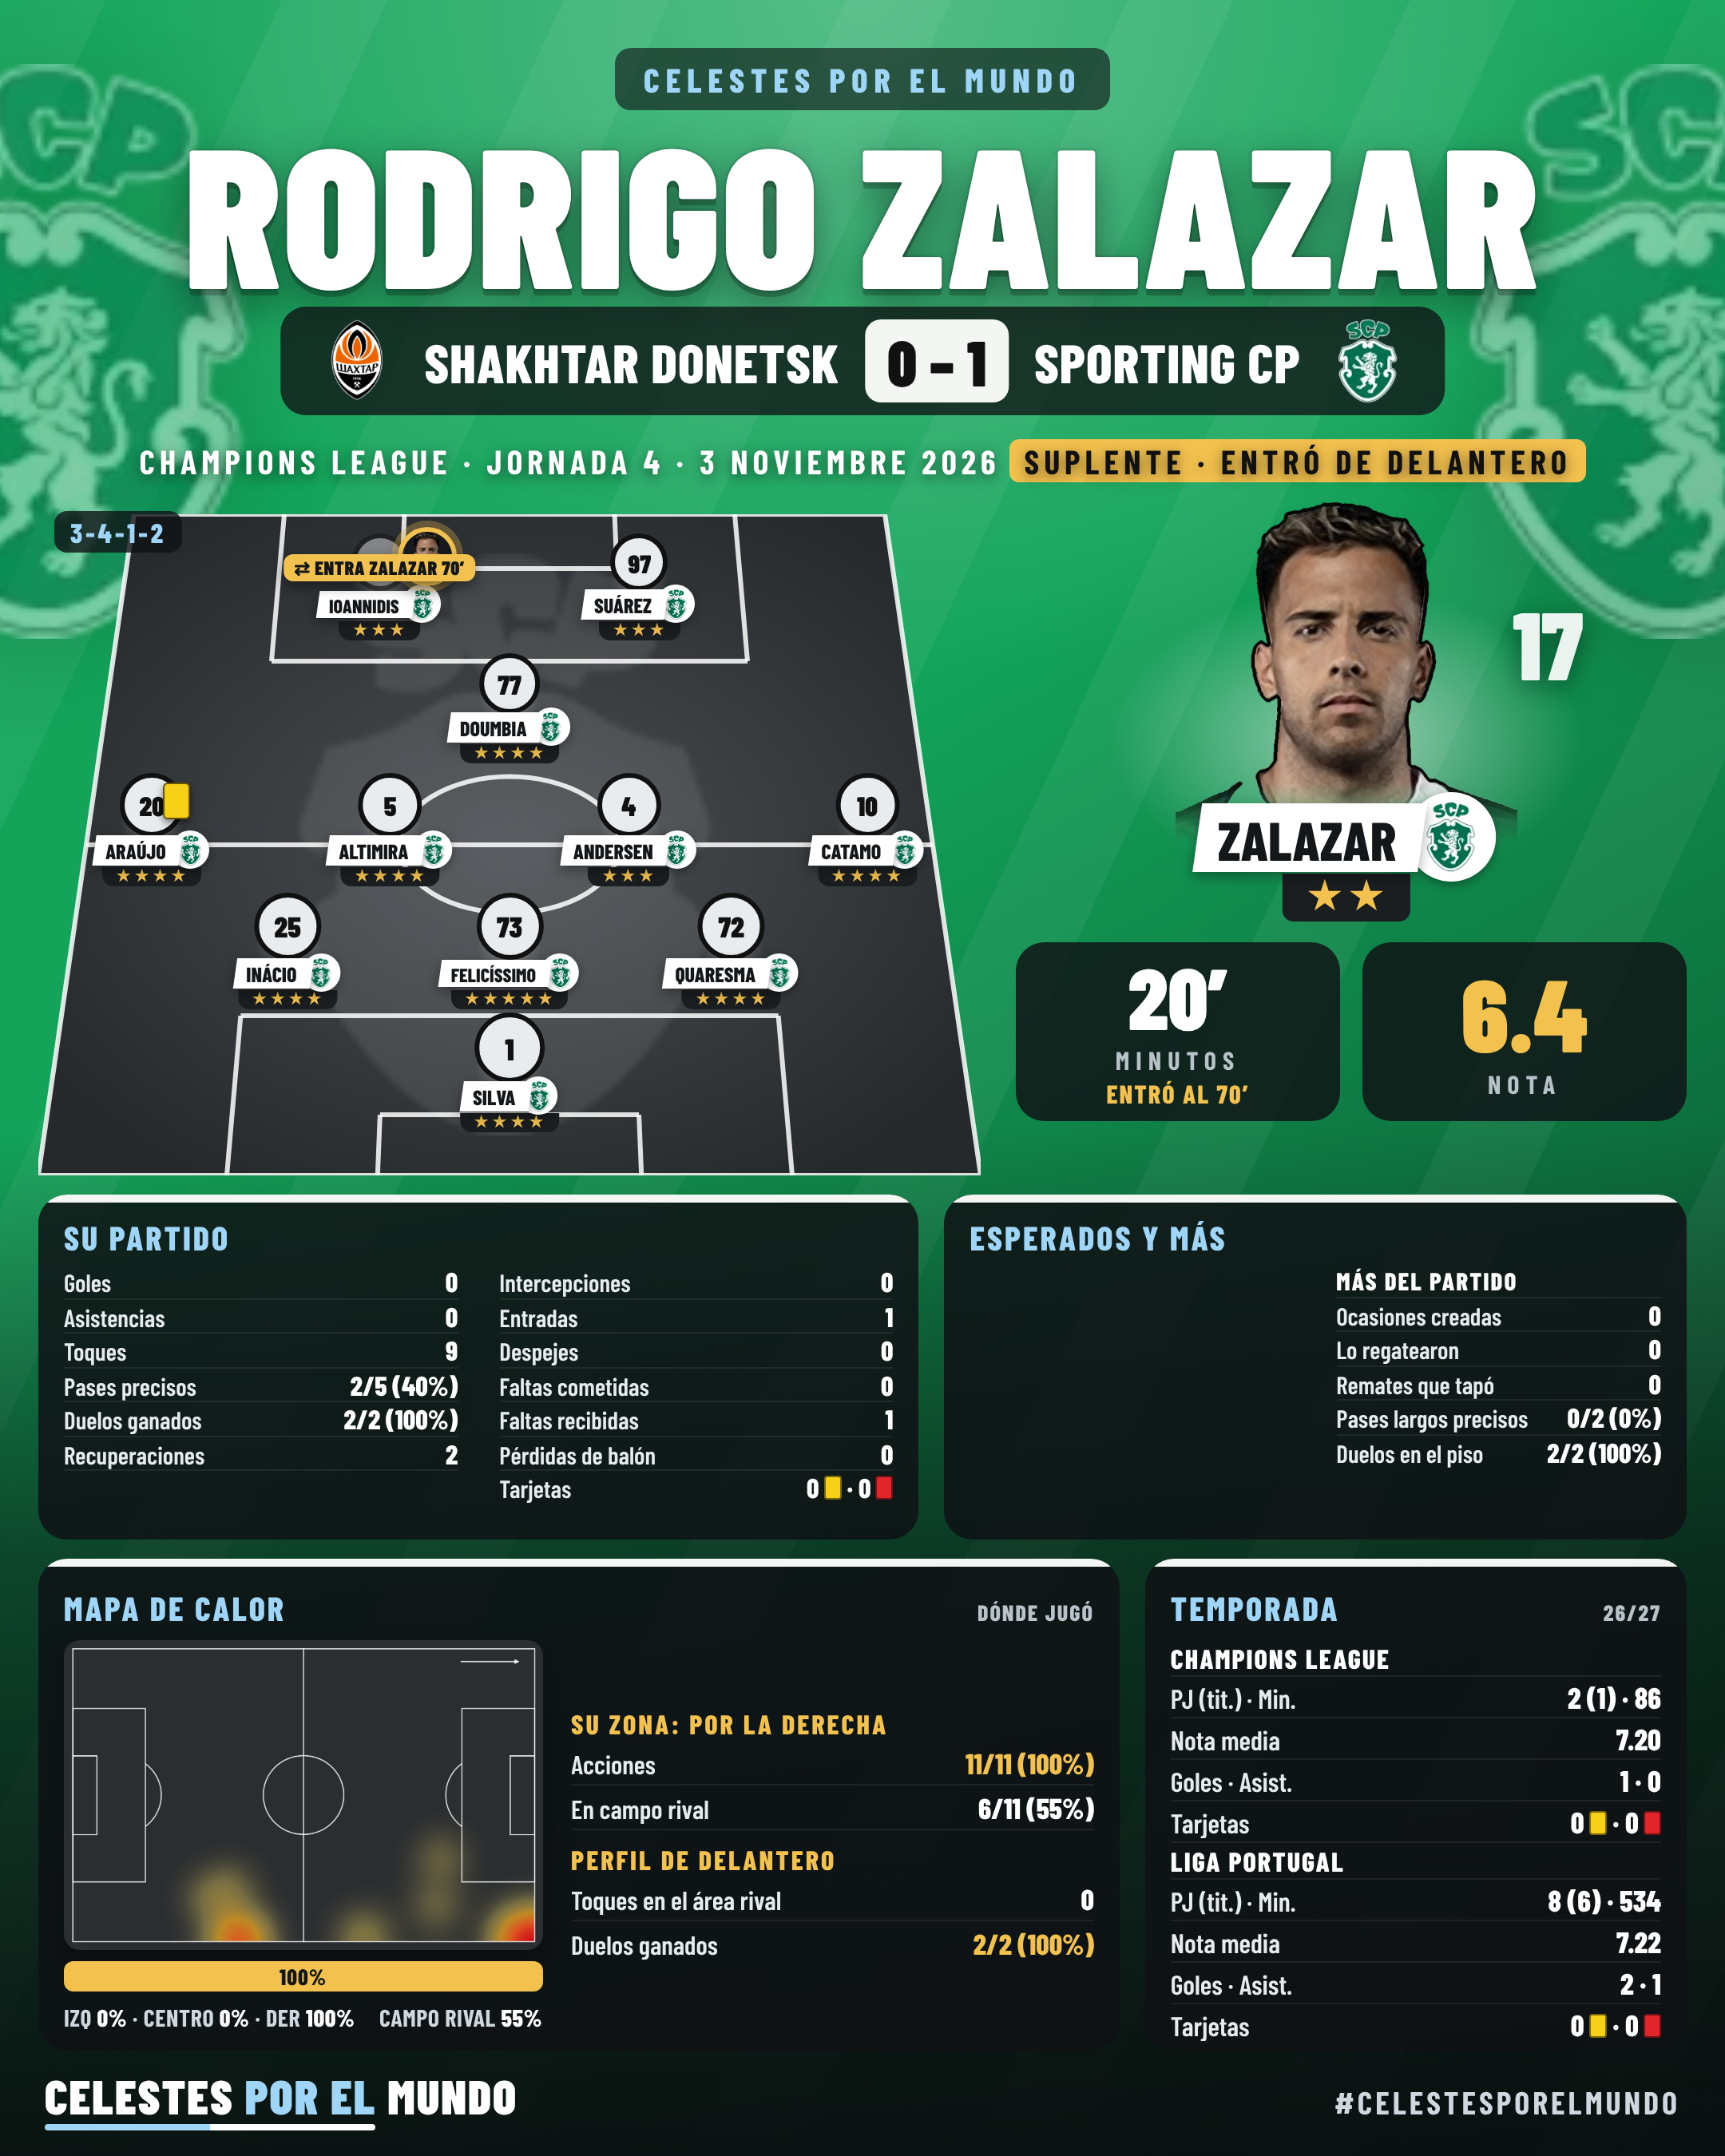 CELESTES POR EL MUNDO
RODRIGO ZALAZAR
SHAKHTAR DONETSK 0 - 1 SPORTING CP
ШАХТАР
SCP
CHAMPIONS LEAGUE · JORNADA 4 · 3 NOVIEMBRE 2026 SUPLENTE · ENTRÓ DE DELANTERO
3-4-1-2
⇄ ENTRA ZALAZAR 70'
97
IOANNIDIS
SUÁREZ
★★★
★★★
77
DOUMBIA
★★★★
20
5
4
10
ARAÚJO
ALTIMIRA
ANDERSEN
CATAMO
★★★★
★★★★
★★★
★★★★
25
73
72
INÁCIO
FELICÍSSIMO
QUARESMA
★★★★
★★★★★
★★★★
1
SILVA
★★★★
17
ZALAZAR
SCP
★★
20'
MINUTOS
ENTRÓ AL 70'
6.4
NOTA
SU PARTIDO
Goles 0
Asistencias 0
Toques 9
Pases precisos 2/5 (40%)
Duelos ganados 2/2 (100%)
Recuperaciones 2
Intercepciones 0
Entradas 1
Despejes 0
Faltas cometidas 0
Faltas recibidas 1
Pérdidas de balón 0
Tarjetas 0 · 0
ESPERADOS Y MÁS
MÁS DEL PARTIDO
Ocasiones creadas 0
Lo regatearon 0
Remates que tapó 0
Pases largos precisos 0/2 (0%)
Duelos en el piso 2/2 (100%)
MAPA DE CALOR
DÓNDE JUGÓ
100%
IZQ 0% · CENTRO 0% · DER 100% CAMPO RIVAL 55%
SU ZONA: POR LA DERECHA
Acciones 11/11 (100%)
En campo rival 6/11 (55%)
PERFIL DE DELANTERO
Toques en el área rival 0
Duelos ganados 2/2 (100%)
TEMPORADA 26/27
CHAMPIONS LEAGUE
PJ (tit.) · Min. 2 (1) · 86
Nota media 7.20
Goles · Asist. 1 · 0
Tarjetas 0 · 0
LIGA PORTUGAL
PJ (tit.) · Min. 8 (6) · 534
Nota media 7.22
Goles · Asist. 2 · 1
Tarjetas 0 · 0
CELESTES POR EL MUNDO
#CELESTESPORELMUNDO